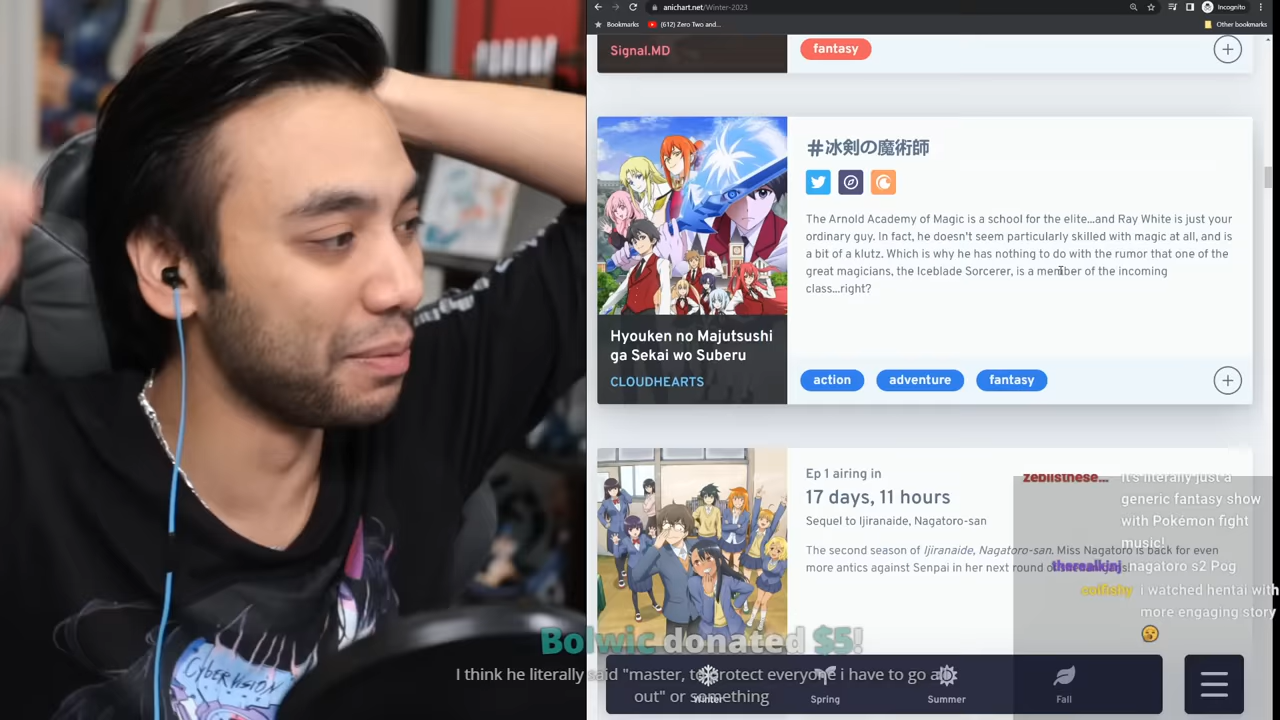 anichart.net/Winter-2023
Incognito
Bookmarks
(612) Zero Two and...
Other bookmarks
Signal.MD
fantasy
#氷剣の魔術師
The Arnold Academy of Magic is a school for the elite...and Ray White is just your
ordinary guy. In fact, he doesn't seem particularly skilled with magic at all, and is
a bit of a klutz. Which is why he has nothing to do with the rumor that one of the
great magicians, the Iceblade Sorcerer, is a member of the incoming
class...right?
Hyouken no Majutsushi
ga Sekai wo Suberu
CLOUDHEARTS
action
adventure
fantasy
Ep 1 airing in
17 days, 11 hours
Sequel to Ijiranaide, Nagatoro-san
The second season of Ijiranaide, Nagatoro-san. Miss Nagatoro is back for even
more antics against Senpai in her next round
zeblisthese... it's literally just a
generic fantasy show
with Pokémon fight
music!
therealkjnj nagatoro s2 Pog
i watched hentai with
more engaging story
Bolwic donated $5!
I think he literally said "master, to protect everyone i have to go all
out" or something
Winter
Spring
Summer
Fall
CYBERVISION